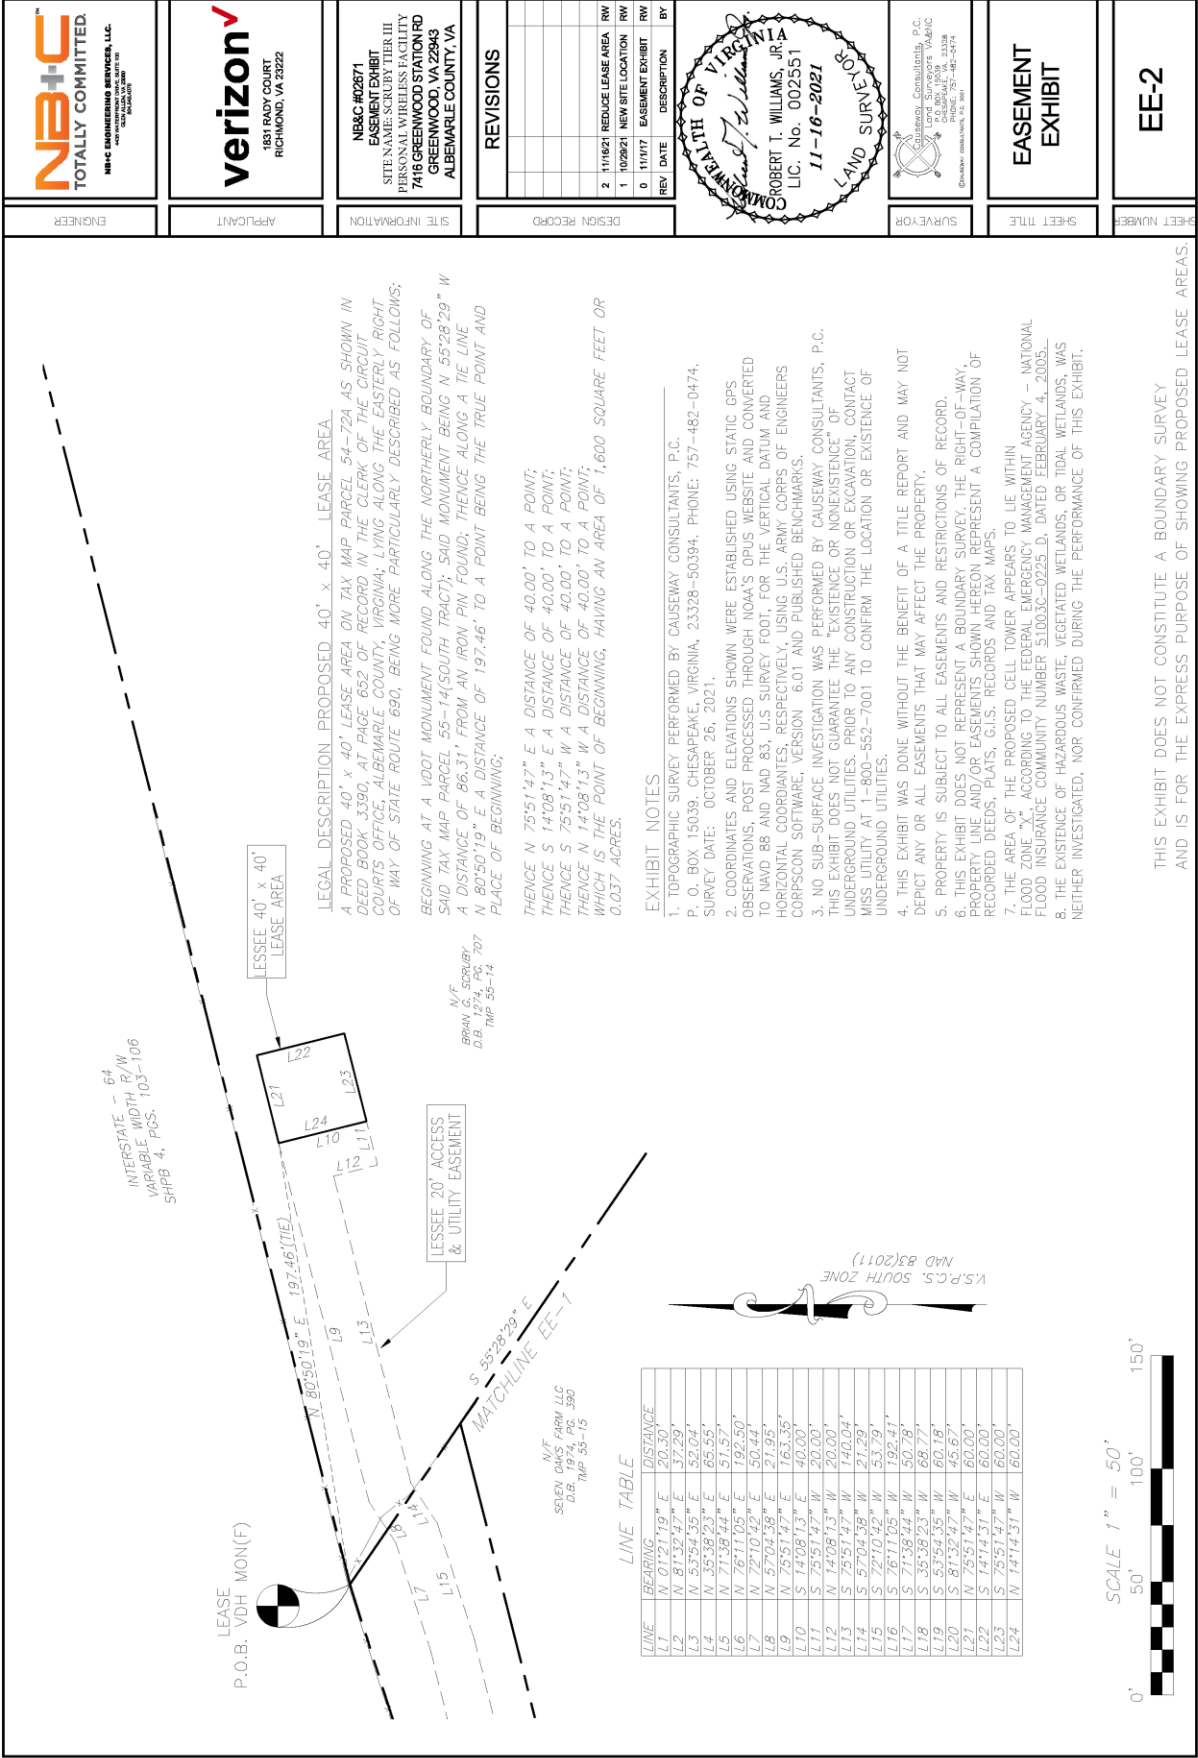 INTERSTATE - 64
VARIABLE WIDTH R/W
SHPB 4, PGS. 103-106
LEASE
P.O.B. VDH MON(F)
N 80°50'19" E 197.46'(TIE)
L9
L13
L12
L11
L10
L24
L21
L22
L23
L8
L14
L7
L15
LESSEE 40' x 40'
LEASE AREA
LESSEE 20' ACCESS
& UTILITY EASEMENT
N/F
BRIAN G. SCRUBY
D.B. 1274, PG. 707
TMP 55-14
S 55°28'29" E
MATCHLINE EE-1
N/F
SEVEN OAKS FARM LLC
D.B. 1974, PG. 390
TMP 55-15
LINE TABLE
LINE BEARING DISTANCE
L1 N 0°21'19" E 20.30'
L2 N 81°32'47" E 37.29'
L3 N 53°54'35" E 52.04'
L4 N 35°38'23" E 65.55'
L5 N 71°38'44" E 51.57'
L6 N 76°11'05" E 192.50'
L7 N 72°10'42" E 50.44'
L8 N 57°04'38" E 21.95'
L9 N 75°51'47" E 163.35'
L10 S 14°08'13" E 40.00'
L11 S 75°51'47" W 20.00'
L12 N 14°08'13" W 20.00'
L13 S 75°51'47" W 140.04'
L14 S 57°04'38" W 21.29'
L15 S 72°10'42" W 53.79'
L16 S 76°11'05" W 192.41'
L17 S 71°38'44" W 50.78'
L18 S 35°38'23" W 68.77'
L19 S 53°54'35" W 60.18'
L20 S 81°32'47" W 45.67'
L21 N 75°51'47" E 60.00'
L22 S 14°14'31" E 60.00'
L23 S 75°51'47" W 60.00'
L24 N 14°14'31" W 60.00'
V.S.P.C.S. SOUTH ZONE
NAD 83(2011)
SCALE 1" = 50'
0' 50' 100' 150'
LEGAL DESCRIPTION PROPOSED 40' x 40' LEASE AREA
A PROPOSED 40' x 40' LEASE AREA ON TAX MAP PARCEL 54-72A AS SHOWN IN
DEED BOOK 3390, AT PAGE 652 OF RECORD IN THE CLERK OF THE CIRCUIT
COURTS OFFICE, ALBEMARLE COUNTY, VIRGINIA; LYING ALONG THE EASTERLY RIGHT
OF WAY OF STATE ROUTE 690, BEING MORE PARTICULARLY DESCRIBED AS FOLLOWS;
BEGINNING AT A VDOT MONUMENT FOUND ALONG THE NORTHERLY BOUNDARY OF
SAID TAX MAP PARCEL 55-14(SOUTH TRACT); SAID MONUMENT BEING N 55°28'29" W
A DISTANCE OF 86.31' FROM AN IRON PIN FOUND; THENCE ALONG A TIE LINE
N 80°50'19" E A DISTANCE OF 197.46' TO A POINT BEING THE TRUE POINT AND
PLACE OF BEGINNING;
THENCE N 75°51'47" E A DISTANCE OF 40.00' TO A POINT;
THENCE S 14°08'13" E A DISTANCE OF 40.00' TO A POINT;
THENCE S 75°51'47" W A DISTANCE OF 40.00' TO A POINT;
THENCE N 14°08'13" W A DISTANCE OF 40.00' TO A POINT;
WHICH IS THE POINT OF BEGINNING, HAVING AN AREA OF 1,600 SQUARE FEET OR
0.037 ACRES.
EXHIBIT NOTES
1. TOPOGRAPHIC SURVEY PERFORMED BY CAUSEWAY CONSULTANTS, P.C.
P. O. BOX 15039, CHESAPEAKE, VIRGINIA, 23328-50394. PHONE: 757-482-0474.
SURVEY DATE: OCTOBER 26, 2021.
2. COORDINATES AND ELEVATIONS SHOWN WERE ESTABLISHED USING STATIC GPS
OBSERVATIONS, POST PROCESSED THROUGH NOAA'S OPUS WEBSITE AND CONVERTED
TO NAVD 88 AND NAD 83, U.S SURVEY FOOT, FOR THE VERTICAL DATUM AND
HORIZONTAL COORDIANTES, RESPECTIVELY, USING U.S. ARMY CORPS OF ENGINEERS
CORPSCON SOFTWARE, VERSION 6.01 AND PUBLISHED BENCHMARKS.
3. NO SUB-SURFACE INVESTIGATION WAS PERFORMED BY CAUSEWAY CONSULTANTS, P.C.
THIS EXHIBIT DOES NOT GUARANTEE THE "EXISTENCE OR NONEXISTENCE" OF
UNDERGROUND UTILITIES. PRIOR TO ANY CONSTRUCTION OR EXCAVATION, CONTACT
MISS UTILITY AT 1-800-552-7001 TO CONFIRM THE LOCATION OR EXISTENCE OF
UNDERGROUND UTILITIES.
4. THIS EXHIBIT WAS DONE WITHOUT THE BENEFIT OF A TITLE REPORT AND MAY NOT
DEPICT ANY OR ALL EASEMENTS THAT MAY AFFECT THE PROPERTY.
5. PROPERTY IS SUBJECT TO ALL EASEMENTS AND RESTRICTIONS OF RECORD.
6. THIS EXHIBIT DOES NOT REPRESENT A BOUNDARY SURVEY. THE RIGHT-OF-WAY,
PROPERTY LINE AND/OR EASEMENTS SHOWN HEREON REPRESENT A COMPILATION OF
RECORDED DEEDS, PLATS, G.I.S. RECORDS AND TAX MAPS.
7. THE AREA OF THE PROPOSED CELL TOWER APPEARS TO LIE WITHIN
FLOOD ZONE "X", ACCORDING TO THE FEDERAL EMERGENCY MANAGEMENT AGENCY - NATIONAL
FLOOD INSURANCE COMMUNITY NUMBER 51003C-0225 D, DATED FEBRUARY 4, 2005.
8. THE EXISTENCE OF HAZARDOUS WASTE, VEGETATED WETLANDS, OR TIDAL WETLANDS, WAS
NEITHER INVESTIGATED, NOR CONFIRMED DURING THE PERFORMANCE OF THIS EXHIBIT.
THIS EXHIBIT DOES NOT CONSTITUTE A BOUNDARY SURVEY
AND IS FOR THE EXPRESS PURPOSE OF SHOWING PROPOSED LEASE AREAS.
ENGINEER
NB+C™
TOTALLY COMMITTED.
NB+C ENGINEERING SERVICES, LLC.
APPLICANT
verizon✓
1831 RADY COURT
RICHMOND, VA 23222
SITE INFORMATION
NB&C #02671
EASEMENT EXHIBIT
SITE NAME: SCRUBY TIER III
PERSONAL WIRELESS FACILITY
7416 GREENWOOD STATION RD
GREENWOOD, VA 22943
ALBEMARLE COUNTY, VA
DESIGN RECORD
REVISIONS
2 11/16/21 REDUCE LEASE AREA RW
1 10/29/21 NEW SITE LOCATION RW
0 11/1/17 EASEMENT EXHIBIT RW
REV DATE DESCRIPTION BY
COMMONWEALTH OF VIRGINIA
ROBERT T. WILLIAMS, JR.
LIC. No. 002551
11-16-2021
LAND SURVEYOR
SURVEYOR
Causeway Consultants, P.C.
Land Surveyors VA&NC
P.O. BOX 15039
CHESAPEAKE, VA. 23328
PHONE: 757-482-0474
SHEET TITLE
EASEMENT
EXHIBIT
SHEET NUMBER
EE-2